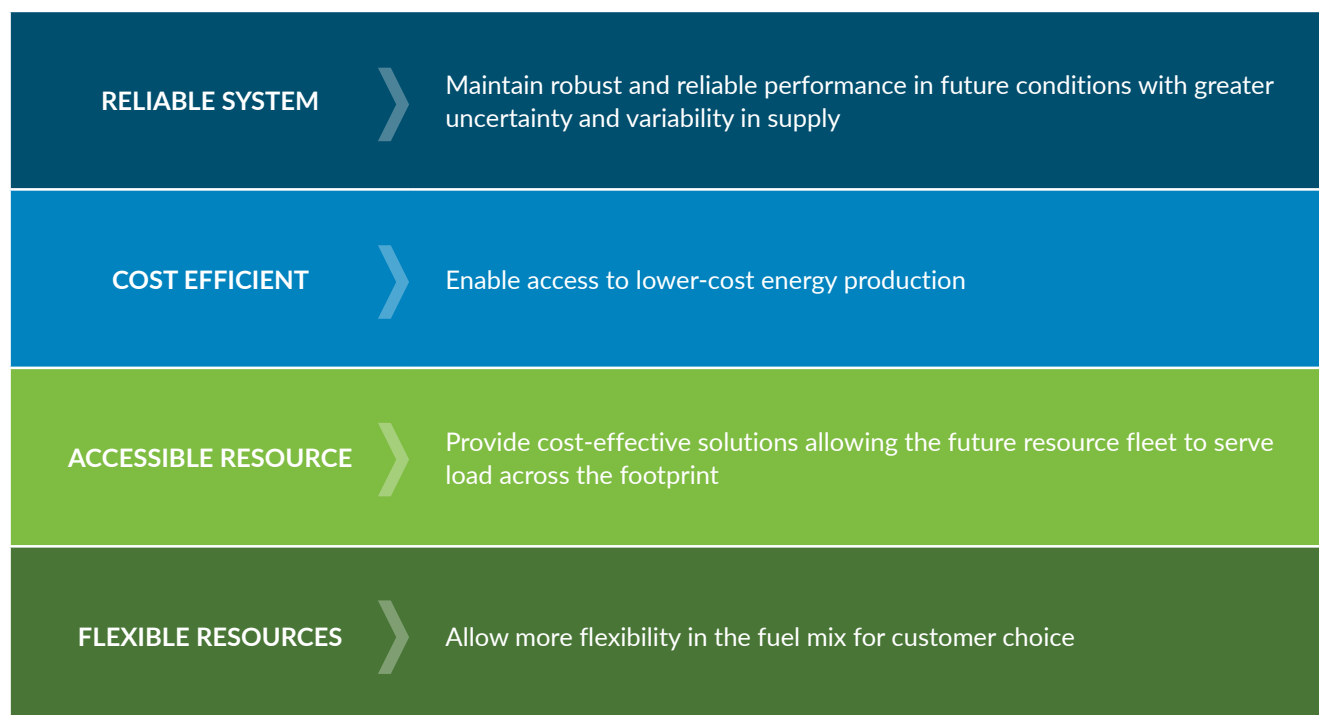 RELIABLE SYSTEM
Maintain robust and reliable performance in future conditions with greater
uncertainty and variability in supply
COST EFFICIENT
Enable access to lower-cost energy production
ACCESSIBLE RESOURCE
Provide cost-effective solutions allowing the future resource fleet to serve
load across the footprint
FLEXIBLE RESOURCES
Allow more flexibility in the fuel mix for customer choice